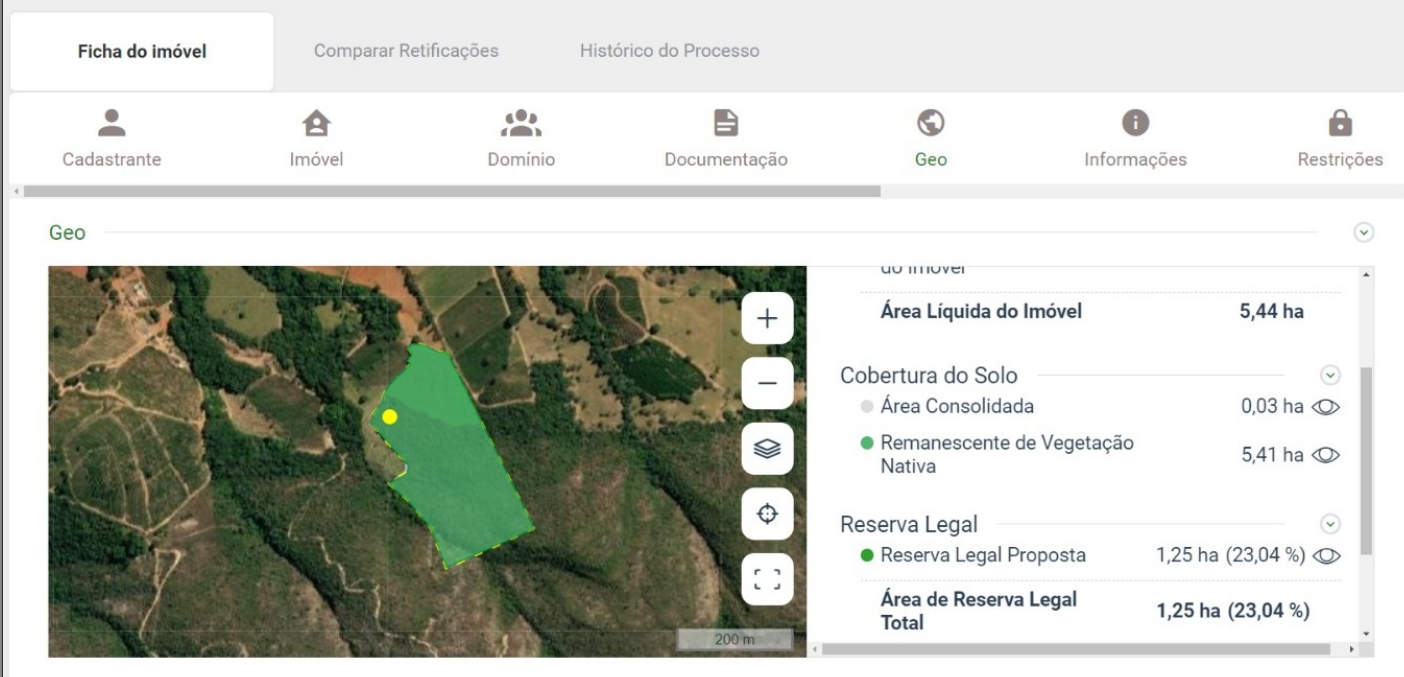 Ficha do imóvel Comparar Retificações Histórico do Processo
Cadastrante Imóvel Domínio Documentação Geo Informações Restrições
Geo
do Imóvel
Área Líquida do Imóvel 5,44 ha
Cobertura do Solo
Área Consolidada 0,03 ha
Remanescente de Vegetação
Nativa 5,41 ha
Reserva Legal
Reserva Legal Proposta 1,25 ha (23,04 %)
Área de Reserva Legal
Total 1,25 ha (23,04 %)
200 m